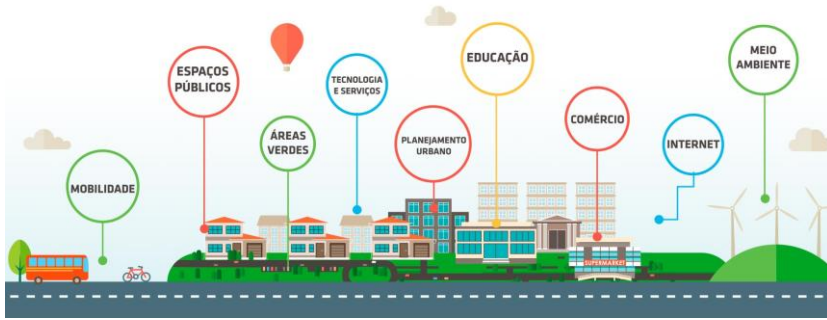 MOBILIDADE
ESPAÇOS
PÚBLICOS
ÁREAS
VERDES
TECNOLOGIA
E SERVIÇOS
PLANEJAMENTO
URBANO
EDUCAÇÃO
COMÉRCIO
SUPERMARKET
INTERNET
MEIO
AMBIENTE